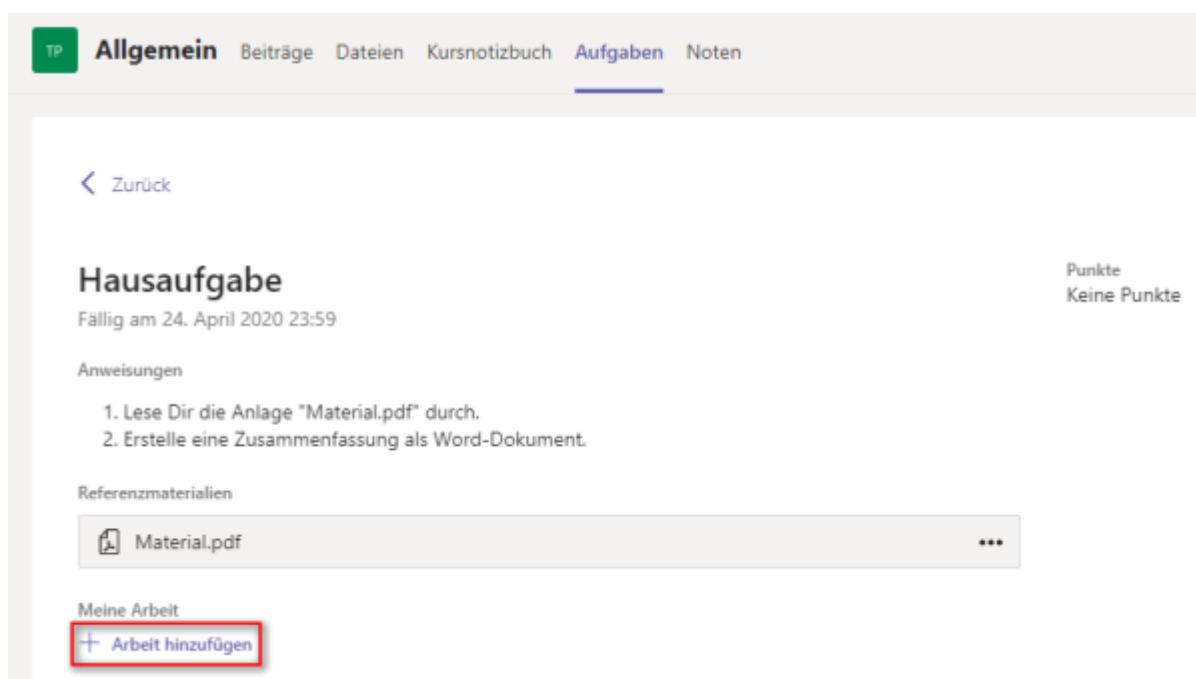 TP Allgemein Beiträge Dateien Kursnotizbuch Aufgaben Noten
Zurück
Hausaufgabe
Fällig am 24. April 2020 23:59
Punkte
Keine Punkte
Anweisungen
1. Lese Dir die Anlage "Material.pdf" durch.
2. Erstelle eine Zusammenfassung als Word-Dokument.
Referenzmaterialien
Material.pdf
Meine Arbeit
+ Arbeit hinzufügen